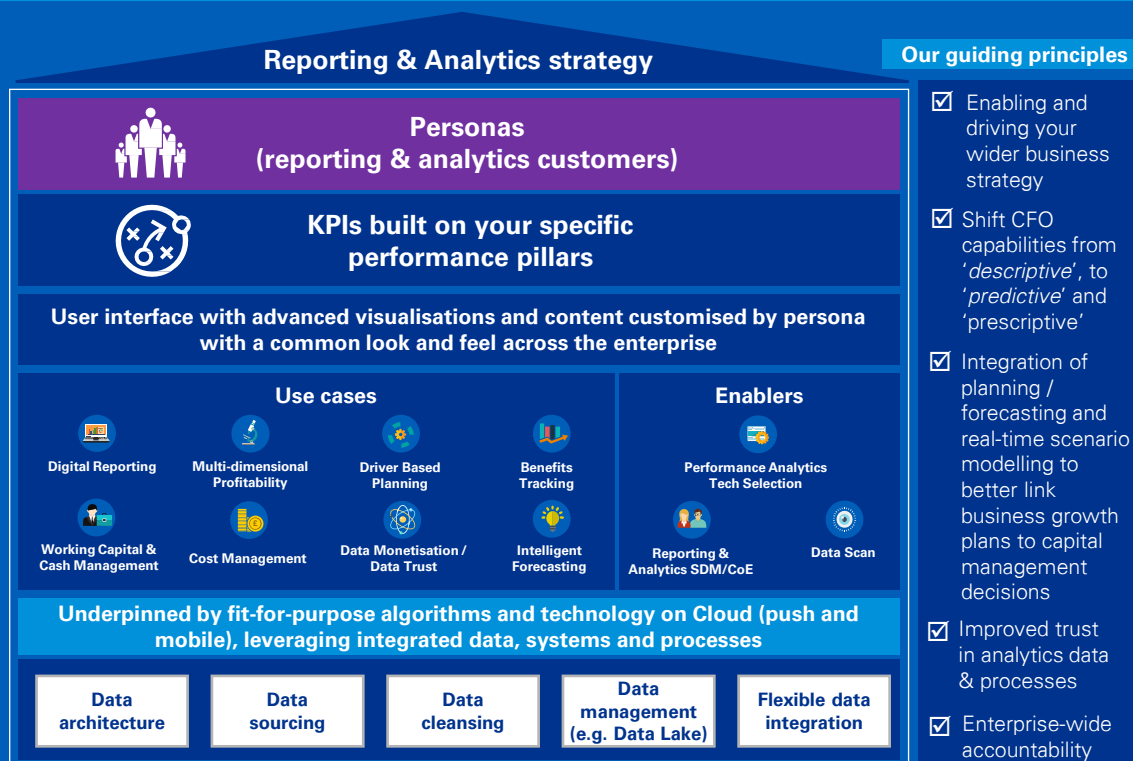 Reporting & Analytics strategy
Personas
(reporting & analytics customers)
KPIs built on your specific
performance pillars
User interface with advanced visualisations and content customised by persona
with a common look and feel across the enterprise
Use cases
Digital Reporting
Multi-dimensional
Profitability
Driver Based
Planning
Benefits
Tracking
Working Capital &
Cash Management
£
Cost Management
Data Monetisation /
Data Trust
Intelligent
Forecasting
Enablers
Performance Analytics
Tech Selection
Reporting &
Analytics SDM/CoE
Data Scan
Underpinned by fit-for-purpose algorithms and technology on Cloud (push and
mobile), leveraging integrated data, systems and processes
Data
architecture
Data
sourcing
Data
cleansing
Data
management
(e.g. Data Lake)
Flexible data
integration
Our guiding principles
Enabling and
driving your
wider business
strategy
Shift CFO
capabilities from
‘descriptive’, to
‘predictive’ and
‘prescriptive’
Integration of
planning /
forecasting and
real-time scenario
modelling to
better link
business growth
plans to capital
management
decisions
Improved trust
in analytics data
& processes
Enterprise-wide
accountability